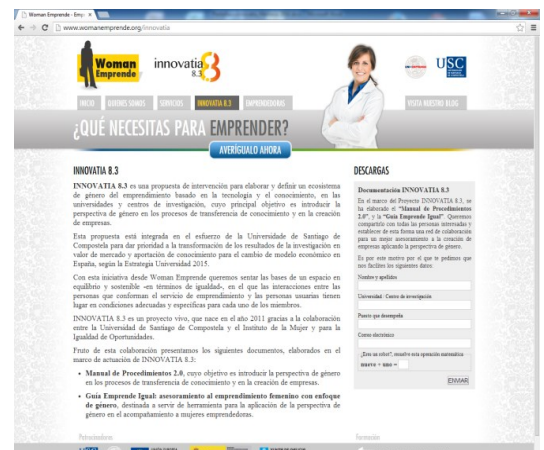 Woman Emprende - Empr
www.womanemprende.org/innovatia
Woman
Emprende
innovatia
8.3
USC
INICIO QUIENES SOMOS SERVICIOS INNOVATIA 8.3 EMPRENDEDORAS VISITA NUESTRO BLOG
¿QUÉ NECESITAS PARA EMPRENDER?
AVERÍGUALO AHORA
INNOVATIA 8.3
INNOVATIA 8.3 es una propuesta de intervención para elaborar y definir un ecosistema
de género del emprendimiento basado en la tecnología y el conocimiento, en las
universidades y centros de investigación, cuyo principal objetivo es introducir la
perspectiva de género en los procesos de transferencia de conocimiento y en la creación
de empresas.
Esta propuesta está integrada en el esfuerzo de la Universidade de Santiago de
Compostela para dar prioridad a la transformación de los resultados de la investigación en
valor de mercado y aportación de conocimiento para el cambio de modelo económico en
España, según la Estrategia Universidad 2015.
Con esta iniciativa desde Woman Emprende queremos sentar las bases de un espacio en
equilibrio y sostenible -en términos de igualdad-, en el que las interacciones entre las
personas que conforman el servicio de emprendimiento y las personas usuarias tienen
lugar en condiciones adecuadas y específicas para cada uno de los miembros.
INNOVATIA 8.3 es un proyecto vivo, que nace en el año 2011 gracias a la colaboración
entre la Universidad de Santiago de Compostela y el Instituto de la Mujer y para la
Igualdad de Oportunidades.
Fruto de esta colaboración presentamos los siguientes documentos, elaborados en el
marco de actuación de INNOVATIA 8.3:
• Manual de Procedimientos 2.0, cuyo objetivo es introducir la perspectiva de género
en los procesos de transferencia de conocimiento y en la creación de empresas.
• Guía Emprende Igual: asesoramiento al emprendimiento femenino con enfoque
de género, destinada a servir de herramienta para la aplicación de la perspectiva de
género en el acompañamiento a mujeres emprendedoras.
DESCARGAS
Documentación INNOVATIA 8.3
En el marco del Proyecto INNOVATIA 8.3, se
ha elaborado el "Manual de Procedimientos
2.0", y la "Guía Emprende Igual". Queremos
compartirlo con todas las personas interesadas y
establecer de esta forma una red de colaboración
para un mejor asesoramiento a la creación de
empresas aplicando la perspectiva de género.
Es por este motivo por el que te pedimos que
nos facilites los siguientes datos:
Nombre y apellidos
Universidad / Centro de investigación
Puesto que desempeña
Correo electrónico
¿Eres un robot?, resuelve esta operación matemática
nueve + uno =
ENVIAR
Patrocinadores
Formación